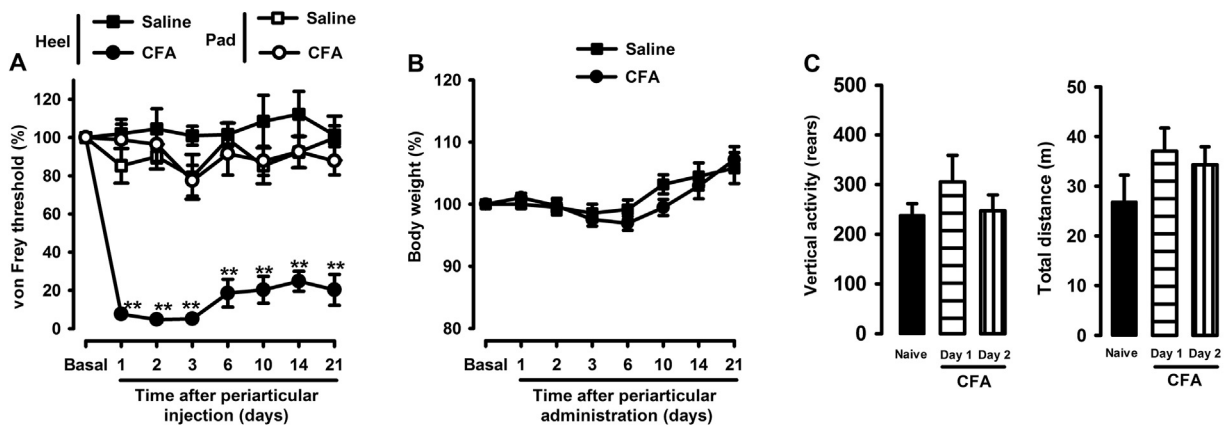 Heel
Saline
CFA
Pad
Saline
CFA
A
von Frey threshold (%)
120
100
80
60
40
20
0
**
**
**
**
**
**
**
Basal 1 2 3 6 10 14 21
Time after periarticular
injection (days)
B
Saline
CFA
Body weight (%)
120
110
100
90
80
Basal 1 2 3 6 10 14 21
Time after periarticular
administration (days)
C
Vertical activity (rears)
500
400
300
200
100
0
Naive Day 1 Day 2
CFA
Total distance (m)
50
40
30
20
10
0
Naive Day 1 Day 2
CFA